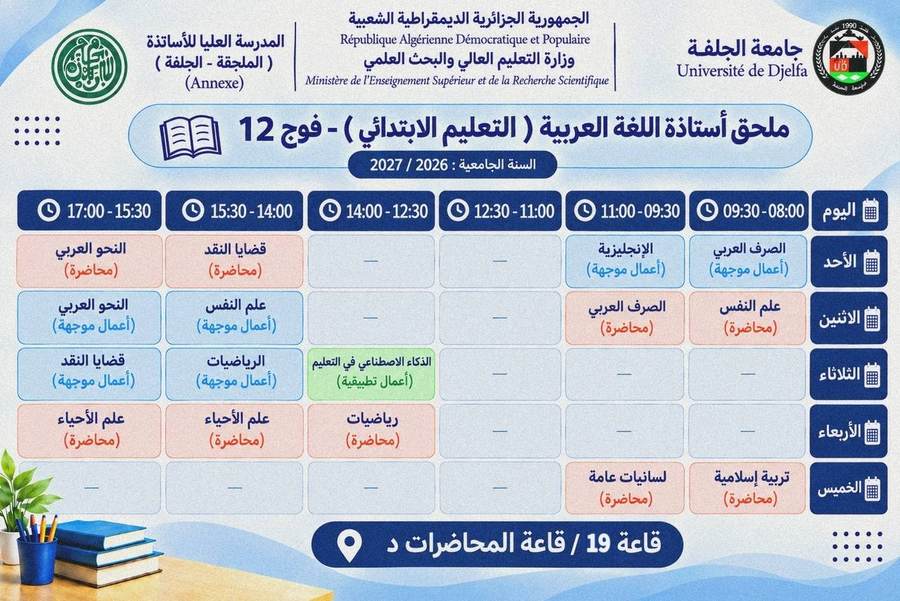 الجمهورية الجزائرية الديمقراطية الشعبية
République Algérienne Démocratique et Populaire
وزارة التعليم العالي والبحث العلمي
Ministère de l'Enseignement Supérieur et de la Recherche Scientifique
جامعة الجلفة
Université de Djelfa
1990
المدرسة العليا للأساتذة
( الملحقة - الجلفة )
(Annexe)
ملحق أستاذة اللغة العربية ( التعليم الابتدائي ) - فوج 12
السنة الجامعية : 2026 / 2027
اليوم 08:00 - 09:30 09:30 - 11:00 11:00 - 12:30 12:30 - 14:00 14:00 - 15:30 15:30 - 17:00
الأحد الصرف العربي الإنجليزية — — قضايا النقد النحو العربي
(أعمال موجهة) (أعمال موجهة) (محاضرة) (محاضرة)
الاثنين علم النفس الصرف العربي — — علم النفس النحو العربي
(محاضرة) (محاضرة) (أعمال موجهة) (أعمال موجهة)
الثلاثاء — — — الذكاء الاصطناعي في التعليم الرياضيات قضايا النقد
(أعمال تطبيقية) (أعمال موجهة) (أعمال موجهة)
الأربعاء — — — رياضيات علم الأحياء علم الأحياء
(محاضرة) (محاضرة) (محاضرة)
الخميس تربية إسلامية لسانيات عامة — — — —
(محاضرة) (محاضرة)
قاعة 19 / قاعة المحاضرات د